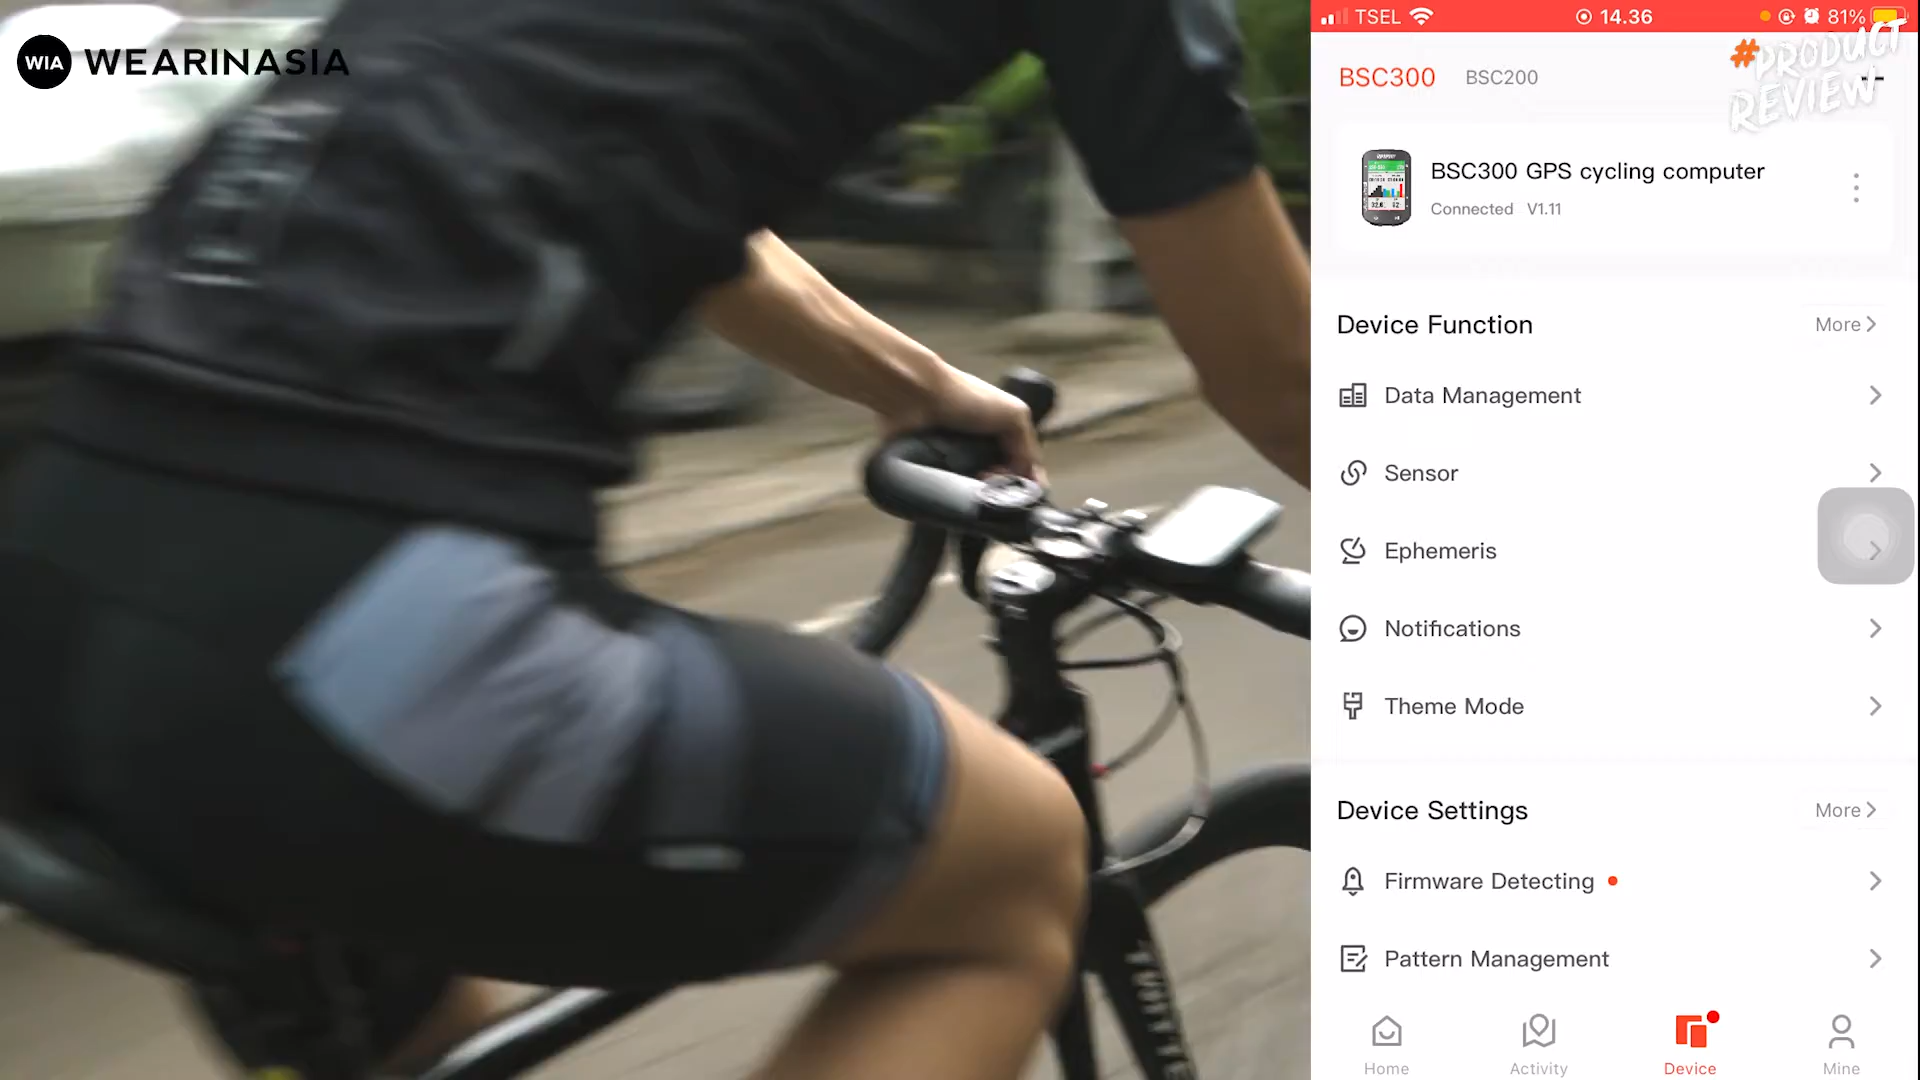 WIA WEARINASIA
TSEL 14.36 81%
#PRODUCT
REVIEW
BSC300 BSC200
BSC300 GPS cycling computer
Connected V1.11
Device Function More
Data Management
Sensor
Ephemeris
Notifications
Theme Mode
Device Settings More
Firmware Detecting
Pattern Management
Home Activity Device Mine